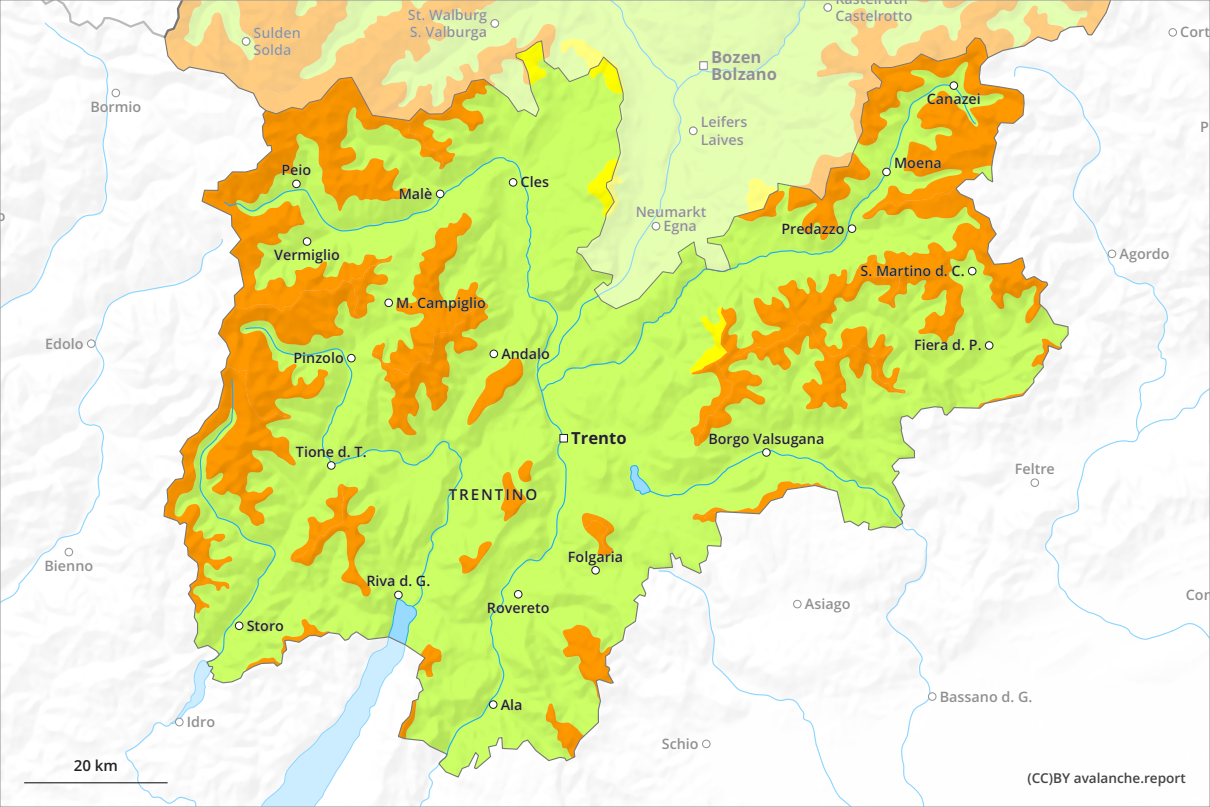 Kastelruth
Castelrotto
St. Walburg
S. Valburga
Sulden
Solda
Cort
Bozen
Bolzano
Bormio
Canazei
Leifers
Laives
P
Moena
Peio
Malè
Cles
Neumarkt
Egna
Predazzo
Vermiglio
Agordo
S. Martino d. C.
M. Campiglio
Edolo
Pinzolo
Andalo
Fiera d. P.
Trento
Borgo Valsugana
Tione d. T.
Feltre
TRENTINO
Bienno
Folgaria
Riva d. G.
Cor
Rovereto
Asiago
Storo
Bassano d. G.
Ala
Idro
Schio
20 km
(CC)BY avalanche.report